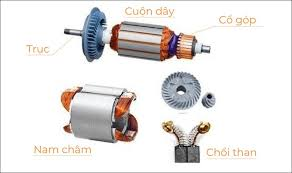 Cuộn dây
Cổ góp
Trục
Nam châm
Chổi than